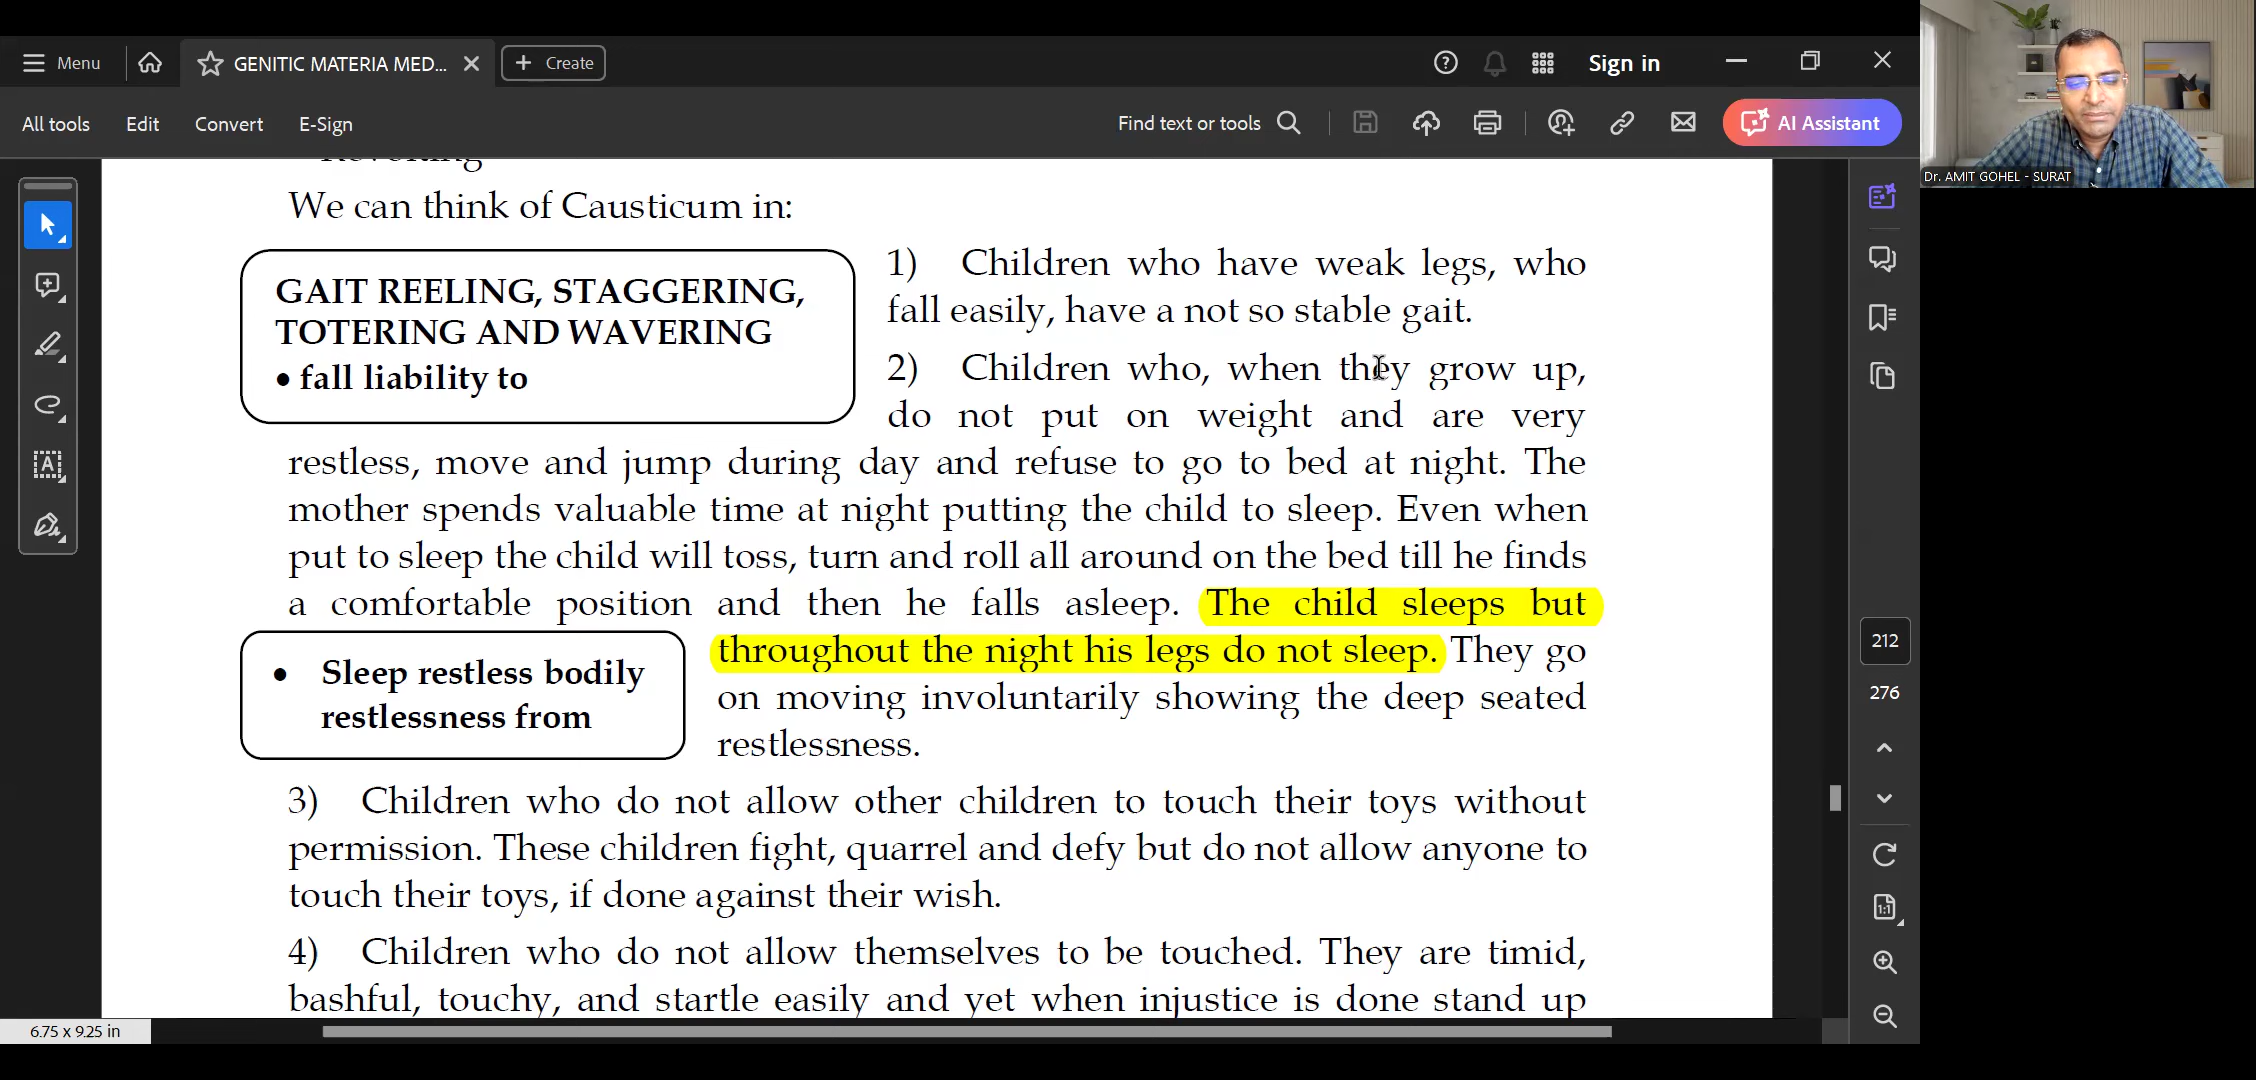 Menu
GENITIC MATERIA MED...
Create
Sign in
All tools
Edit
Convert
E-Sign
Find text or tools
AI Assistant
Dr. AMIT GOHEL - SURAT
We can think of Causticum in:
GAIT REELING, STAGGERING,
TOTERING AND WAVERING
• fall liability to
1) Children who have weak legs, who
fall easily, have a not so stable gait.
2) Children who, when they grow up,
do not put on weight and are very
restless, move and jump during day and refuse to go to bed at night. The
mother spends valuable time at night putting the child to sleep. Even when
put to sleep the child will toss, turn and roll all around on the bed till he finds
a comfortable position and then he falls asleep. The child sleeps but
• Sleep restless bodily
restlessness from
throughout the night his legs do not sleep. They go
on moving involuntarily showing the deep seated
restlessness.
3) Children who do not allow other children to touch their toys without
permission. These children fight, quarrel and defy but do not allow anyone to
touch their toys, if done against their wish.
4) Children who do not allow themselves to be touched. They are timid,
bashful, touchy, and startle easily and yet when injustice is done stand up
212
276
1:1
6.75 x 9.25 in